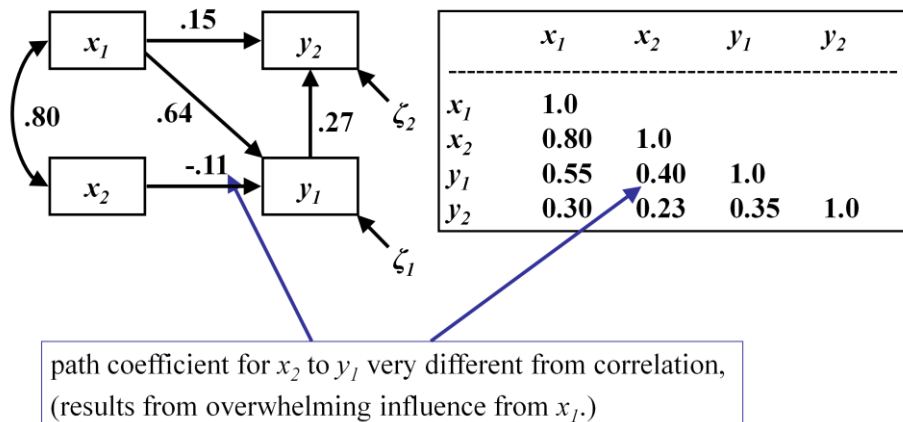 .15
x₁
y₂
.80
.64
.27
ζ₂
-.11
x₂
y₁
ζ₁
x₁ x₂ y₁ y₂
--------------------------------------------------
x₁ 1.0
x₂ 0.80 1.0
y₁ 0.55 0.40 1.0
y₂ 0.30 0.23 0.35 1.0
path coefficient for x₂ to y₁ very different from correlation,
(results from overwhelming influence from x₁.)